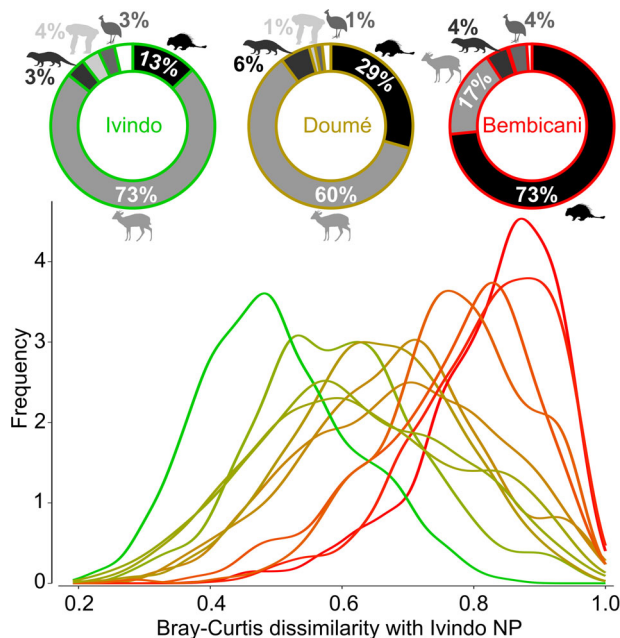 4% 3% 1% 1% 4% 4%
3% 13% 6% 29% 17%
Ivindo Doumé Bembicani
73% 60% 73%
4
3
2
1
0
Frequency
0.2 0.4 0.6 0.8 1.0
Bray-Curtis dissimilarity with Ivindo NP